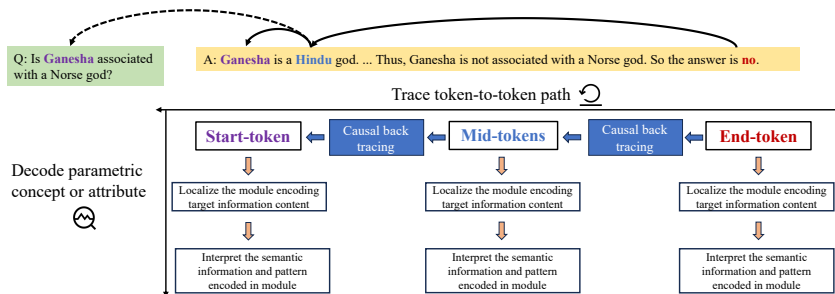 Q: Is Ganesha associated
with a Norse god?
A: Ganesha is a Hindu god. ... Thus, Ganesha is not associated with a Norse god. So the answer is no.
Trace token-to-token path
Start-token
Causal back
tracing
Mid-tokens
Causal back
tracing
End-token
Decode parametric
concept or attribute
Localize the module encoding
target information content
Localize the module encoding
target information content
Localize the module encoding
target information content
Interpret the semantic
information and pattern
encoded in module
Interpret the semantic
information and pattern
encoded in module
Interpret the semantic
information and pattern
encoded in module